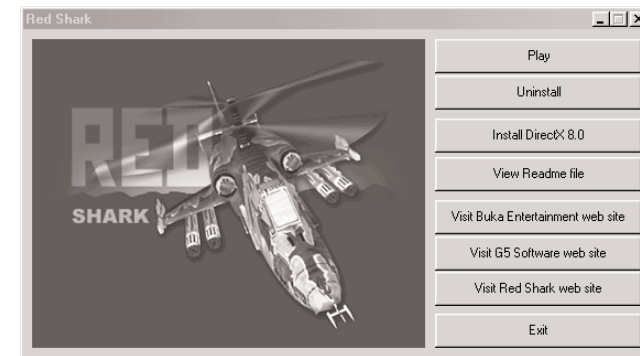 Red Shark
RED
SHARK
Play
Uninstall
Install DirectX 8.0
View Readme file
Visit Buka Entertainment web site
Visit G5 Software web site
Visit Red Shark web site
Exit